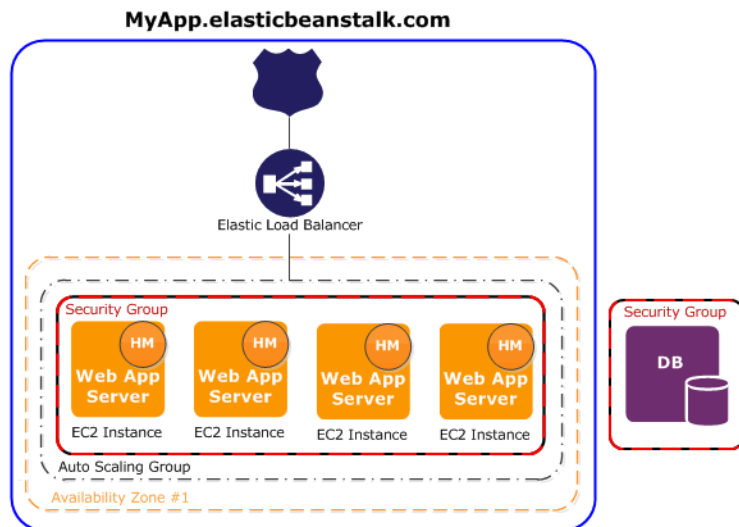 MyApp.elasticbeanstalk.com
Elastic Load Balancer
Security Group
HM
HM
HM
HM
Web App
Server
Web App
Server
Web App
Server
Web App
Server
EC2 Instance
EC2 Instance
EC2 Instance
EC2 Instance
Auto Scaling Group
Availability Zone #1
Security Group
DB